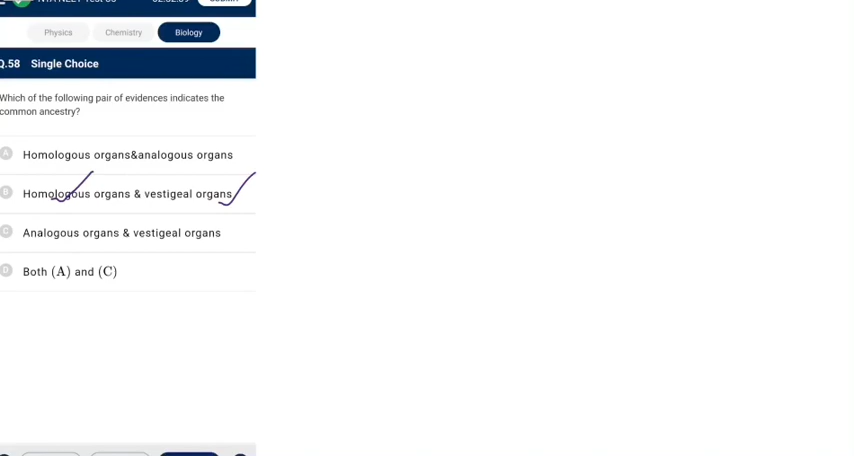 Physics
Chemistry
Biology
Q.58 Single Choice
Which of the following pair of evidences indicates the
common ancestry?
A Homologous organs&analogous organs
B Homologous organs & vestigeal organs
C Analogous organs & vestigeal organs
D Both (A) and (C)